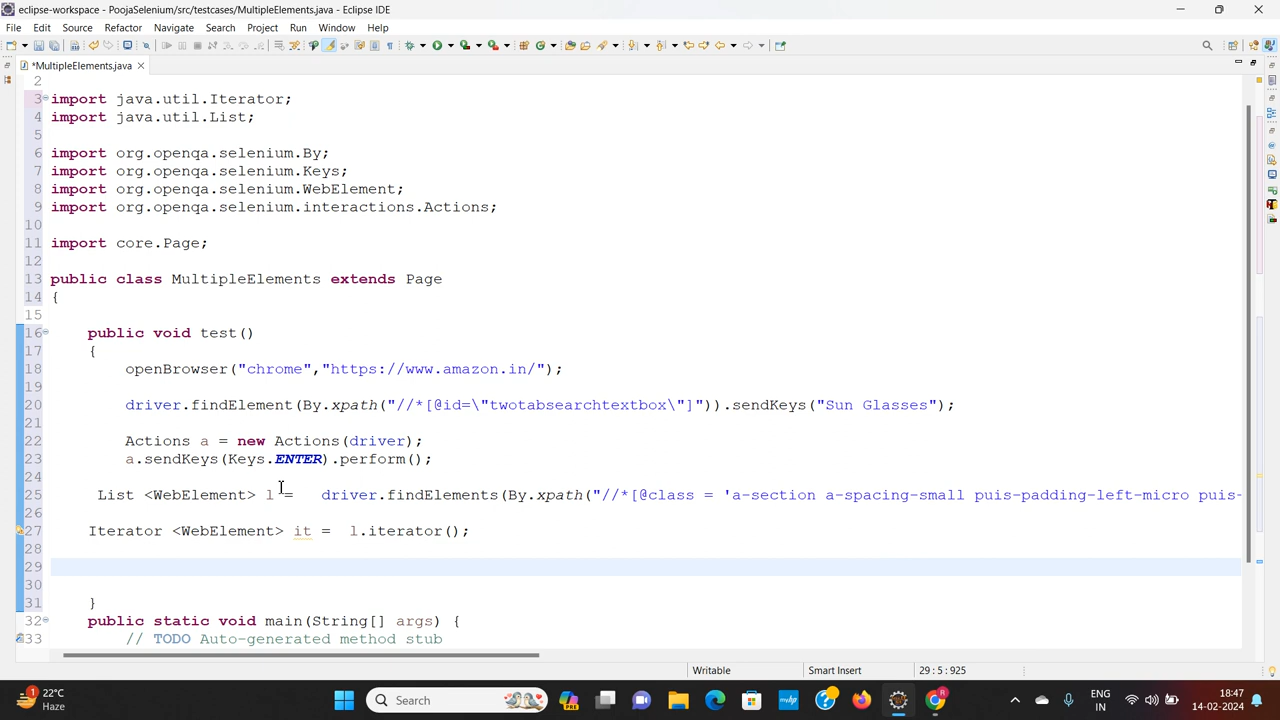 eclipse-workspace - PoojaSelenium/src/testcases/MultipleElements.java - Eclipse IDE
File Edit Source Refactor Navigate Search Project Run Window Help
*MultipleElements.java
2
3 import java.util.Iterator;
4 import java.util.List;
5
6 import org.openqa.selenium.By;
7 import org.openqa.selenium.Keys;
8 import org.openqa.selenium.WebElement;
9 import org.openqa.selenium.interactions.Actions;
10
11 import core.Page;
12
13 public class MultipleElements extends Page
14 {
15
16 public void test()
17 {
18 openBrowser("chrome","https://www.amazon.in/");
19
20 driver.findElement(By.xpath("//*[@id=\"twotabsearchtextbox\"]")).sendKeys("Sun Glasses");
21
22 Actions a = new Actions(driver);
23 a.sendKeys(Keys.ENTER).perform();
24
25 List <WebElement> l = driver.findElements(By.xpath("//*[@class = 'a-section a-spacing-small puis-padding-left-micro puis-
26
27 Iterator <WebElement> it = l.iterator();
28
29
30
31 }
32 public static void main(String[] args) {
33 // TODO Auto-generated method stub
Writable Smart Insert 29 : 5 : 925
22°C
Haze
Search
ENG
IN
18:47
14-02-2024